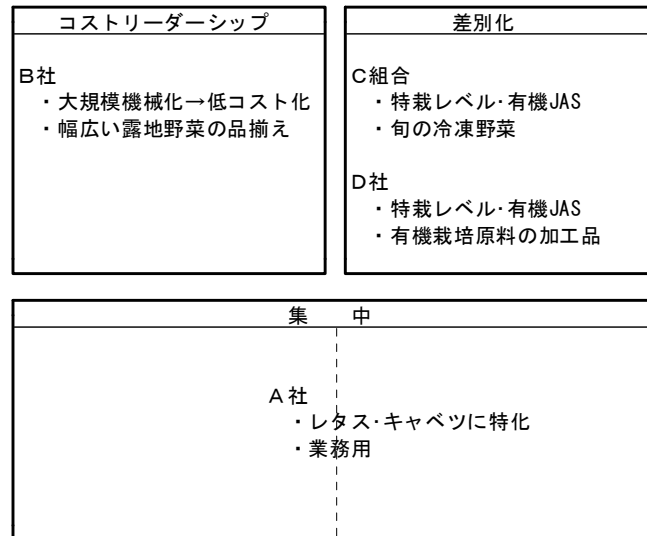 コストリーダーシップ
B社
・大規模機械化→低コスト化
・幅広い露地野菜の品揃え
差別化
C組合
・特栽レベル･有機JAS
・旬の冷凍野菜
D社
・特栽レベル･有機JAS
・有機栽培原料の加工品
集　中
A社
・レタス･キャベツに特化
・業務用